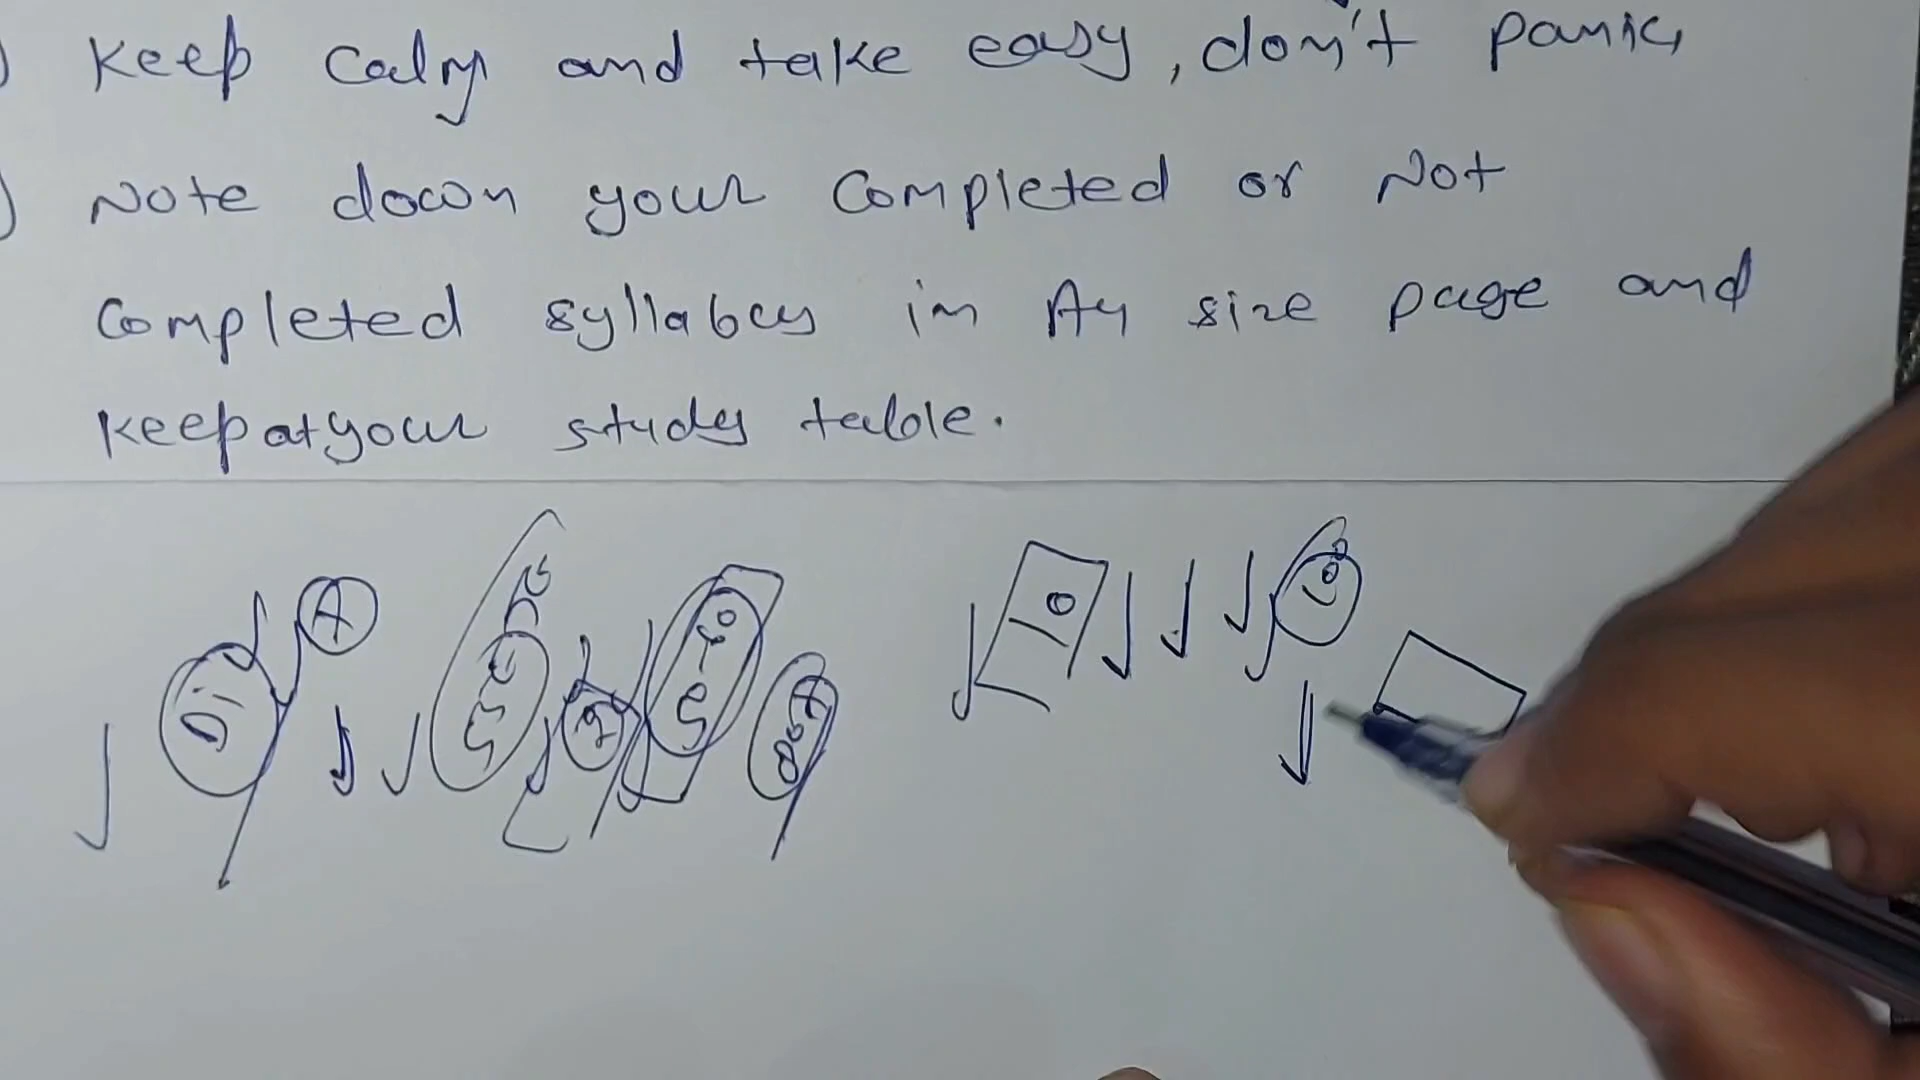 ) Keep calm and take easy, don't panic,
) Note down your completed or Not
completed syllabus in A4 size page and
keep at your study table.